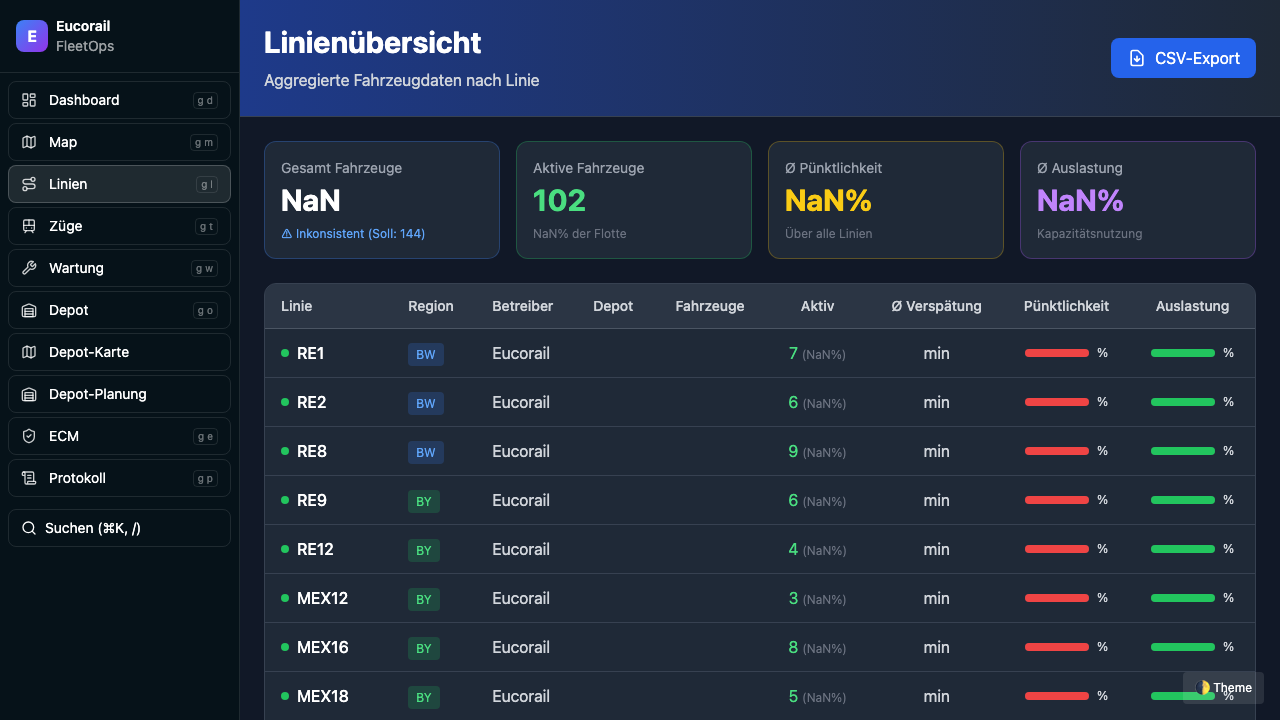 E
Eucorail
FleetOps
Dashboard g d
Map g m
Linien g l
Züge g t
Wartung g w
Depot g o
Depot-Karte
Depot-Planung
ECM g e
Protokoll g p
Suchen (⌘K, /)
Linienübersicht
Aggregierte Fahrzeugdaten nach Linie
CSV-Export
Gesamt Fahrzeuge
NaN
⚠ Inkonsistent (Soll: 144)
Aktive Fahrzeuge
102
NaN% der Flotte
Ø Pünktlichkeit
NaN%
Über alle Linien
Ø Auslastung
NaN%
Kapazitätsnutzung
Linie Region Betreiber Depot Fahrzeuge Aktiv Ø Verspätung Pünktlichkeit Auslastung
RE1 BW Eucorail 7 (NaN%) min % %
RE2 BW Eucorail 6 (NaN%) min % %
RE8 BW Eucorail 9 (NaN%) min % %
RE9 BY Eucorail 6 (NaN%) min % %
RE12 BY Eucorail 4 (NaN%) min % %
MEX12 BY Eucorail 3 (NaN%) min % %
MEX16 BY Eucorail 8 (NaN%) min % %
MEX18 BY Eucorail 5 (NaN%) min % %
🌗 Theme